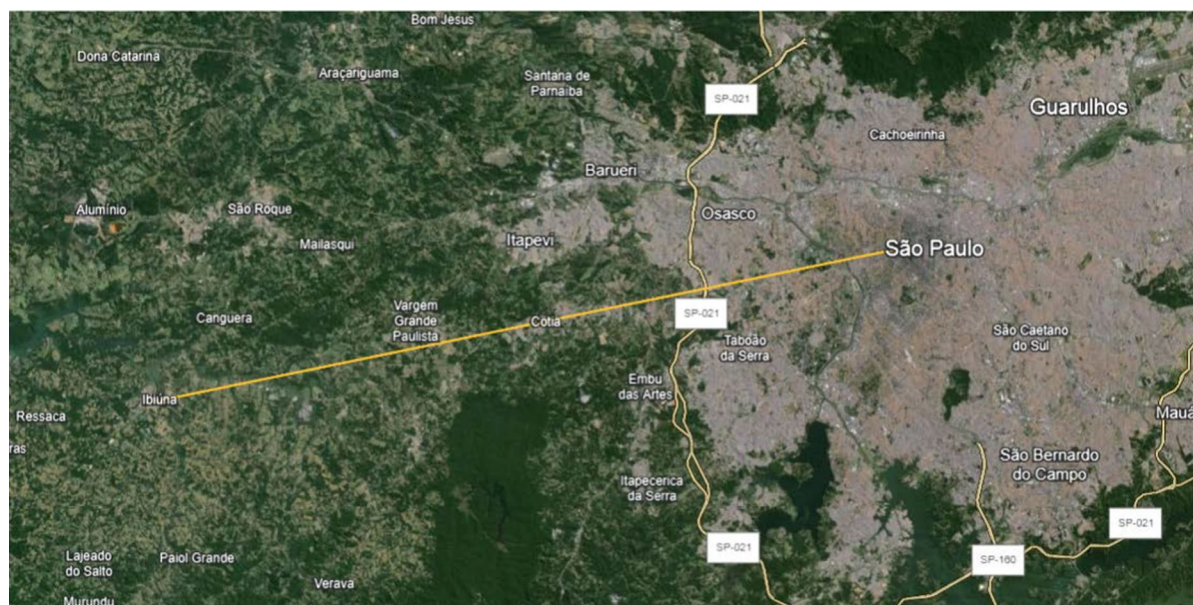 Bom Jesus
Dona Catarina
Araçariguama
Santana de
Parnaíba
SP-021
Guarulhos
Cachoeirinha
Barueri
Alumínio
São Roque
Osasco
Mailasqui
Itapevi
São Paulo
Canguera
Vargem
Grande
Paulista
Cotia
SP-021
São Caetano
do Sul
Taboão
da Serra
Ibiúna
Embu
das Artes
Ressaca
Mauá
ras
São Bernardo
do Campo
Itapecerica
da Serra
SP-021
SP-021
SP-160
Lajeado
do Salto
Paiol Grande
Verava
Murundu